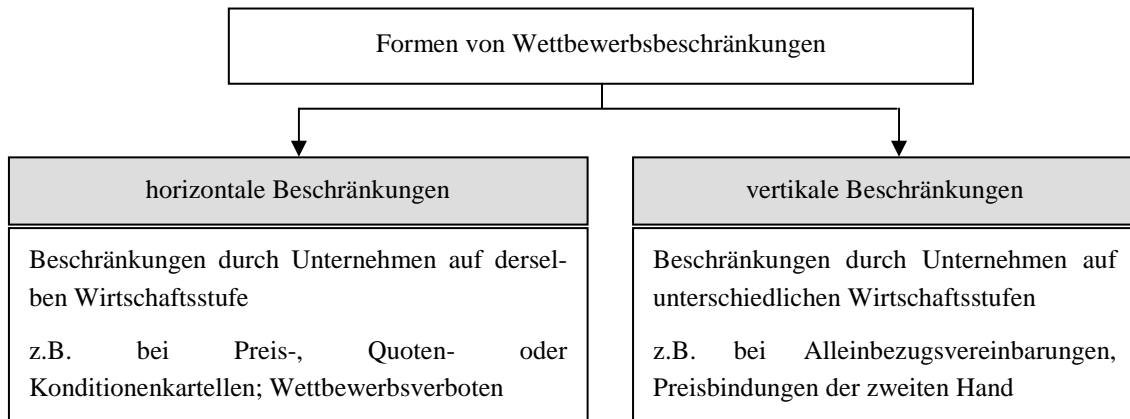 Formen von Wettbewerbsbeschränkungen
horizontale Beschränkungen
Beschränkungen durch Unternehmen auf dersel-
ben Wirtschaftsstufe
z.B. bei Preis-, Quoten- oder
Konditionenkartellen; Wettbewerbsverboten
vertikale Beschränkungen
Beschränkungen durch Unternehmen auf
unterschiedlichen Wirtschaftsstufen
z.B. bei Alleinbezugsvereinbarungen,
Preisbindungen der zweiten Hand